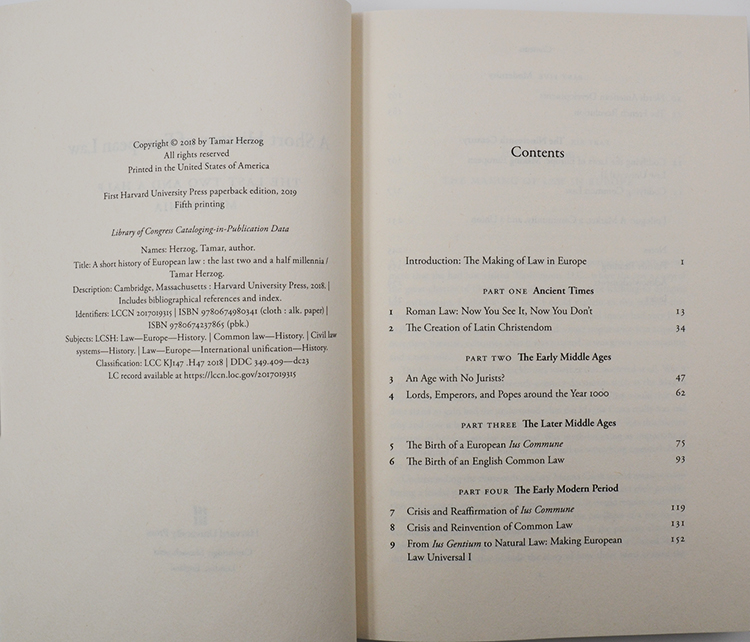 Copyright © 2018 by Tamar Herzog
All rights reserved
Printed in the United States of America
First Harvard University Press paperback edition, 2019
Fifth printing
Library of Congress Cataloging-in-Publication Data
Names: Herzog, Tamar, author.
Title: A short history of European law : the last two and a half millennia /
Tamar Herzog.
Description: Cambridge, Massachusetts : Harvard University Press, 2018. |
Includes bibliographical references and index.
Identifiers: LCCN 2017019315 | ISBN 9780674980341 (cloth : alk. paper) |
ISBN 9780674237865 (pbk.)
Subjects: LCSH: Law—Europe—History. | Common law—History. | Civil law
systems—History. | Law—Europe—International unification—History.
Classification: LCC KJ147 .H47 2018 | DDC 349.409—dc23
LC record available at https://lccn.loc.gov/2017019315
Contents
Introduction: The Making of Law in Europe 1
PART ONE Ancient Times
1 Roman Law: Now You See It, Now You Don't 13
2 The Creation of Latin Christendom 34
PART TWO The Early Middle Ages
3 An Age with No Jurists? 47
4 Lords, Emperors, and Popes around the Year 1000 62
PART THREE The Later Middle Ages
5 The Birth of a European Ius Commune 75
6 The Birth of an English Common Law 93
PART FOUR The Early Modern Period
7 Crisis and Reaffirmation of Ius Commune 119
8 Crisis and Reinvention of Common Law 131
9 From Ius Gentium to Natural Law: Making European 152
Law Universal I